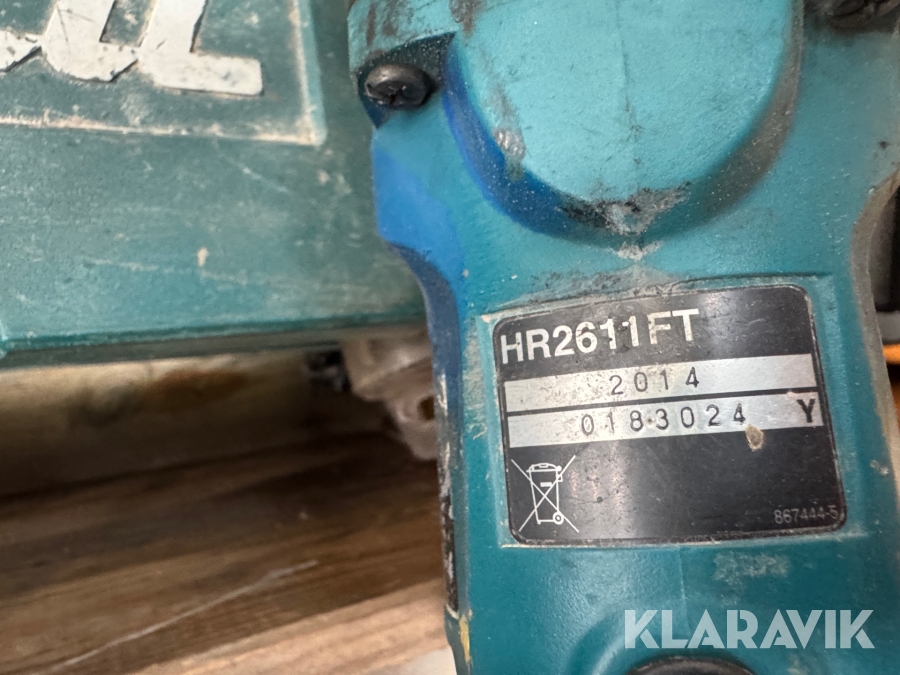 HR2611FT
2014
0183024 Y
867444-5
KLARAVIK